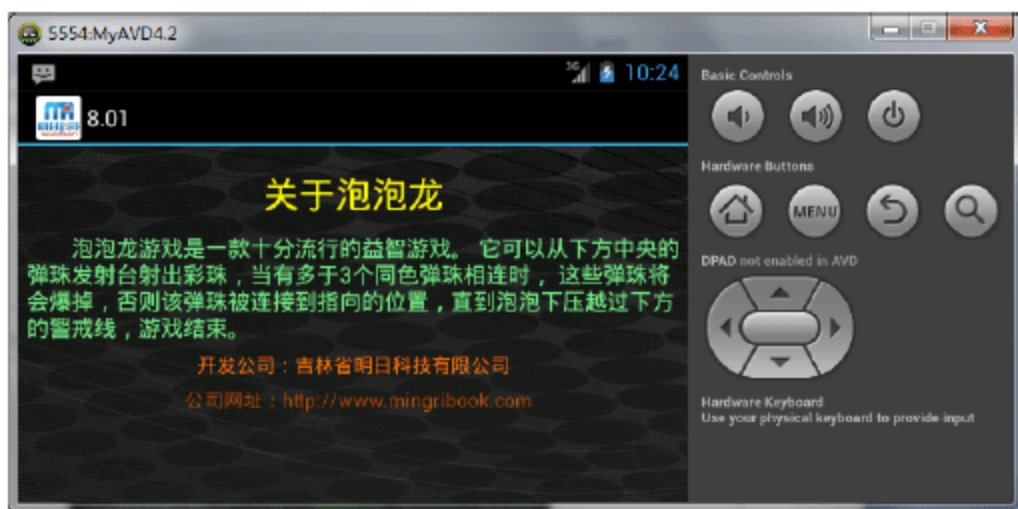 5554:MyAVD4.2
3G 10:24
8.01
关于泡泡龙
泡泡龙游戏是一款十分流行的益智游戏。 它可以从下方中央的
弹珠发射台射出彩珠，当有多于3个同色弹珠相连时， 这些弹珠将
会爆掉，否则该弹珠被连接到指向的位置，直到泡泡下压越过下方
的警戒线，游戏结束。
开发公司：吉林省明日科技有限公司
公司网址：http://www.mingribook.com
Basic Controls
Hardware Buttons
MENU
DPAD not enabled in AVD
Hardware Keyboard
Use your physical keyboard to provide input